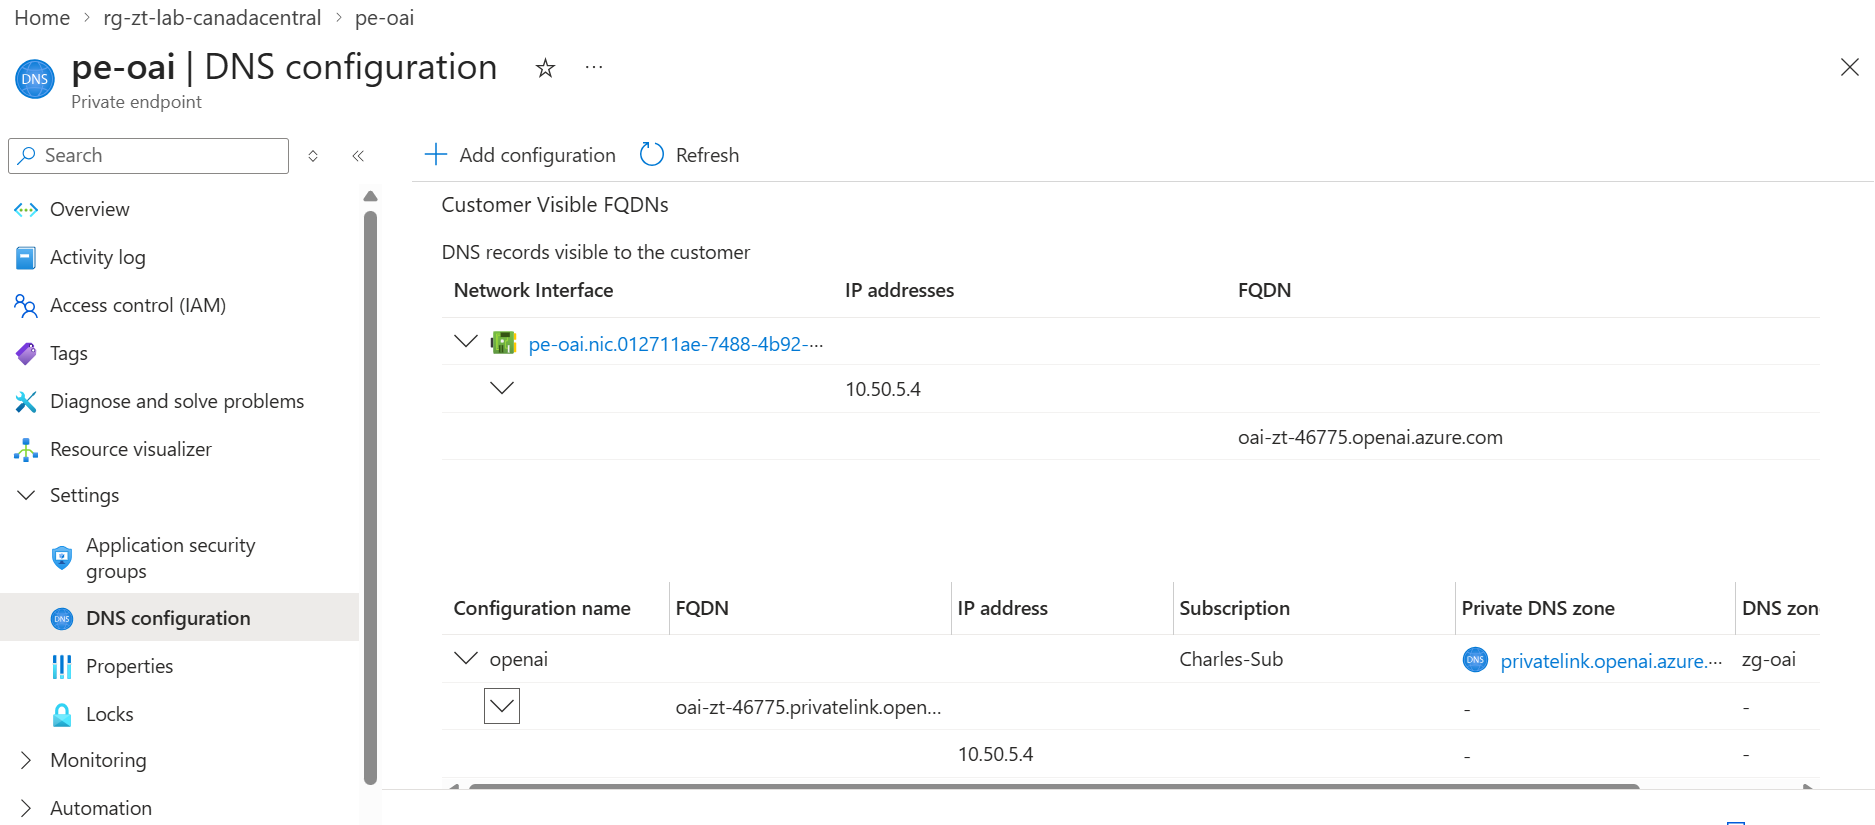 Home > rg-zt-lab-canadacentral > pe-oai
DNS
pe-oai | DNS configuration
Private endpoint
Search
Add configuration
Refresh
Overview
Activity log
Access control (IAM)
Tags
Diagnose and solve problems
Resource visualizer
Settings
Application security
groups
DNS DNS configuration
Properties
Locks
Monitoring
Automation
Customer Visible FQDNs
DNS records visible to the customer
Network Interface IP addresses FQDN
pe-oai.nic.012711ae-7488-4b92-···
10.50.5.4
oai-zt-46775.openai.azure.com
Configuration name FQDN IP address Subscription Private DNS zone DNS zon
openai Charles-Sub DNS privatelink.openai.azure.··· zg-oai
oai-zt-46775.privatelink.open... - -
10.50.5.4 - -